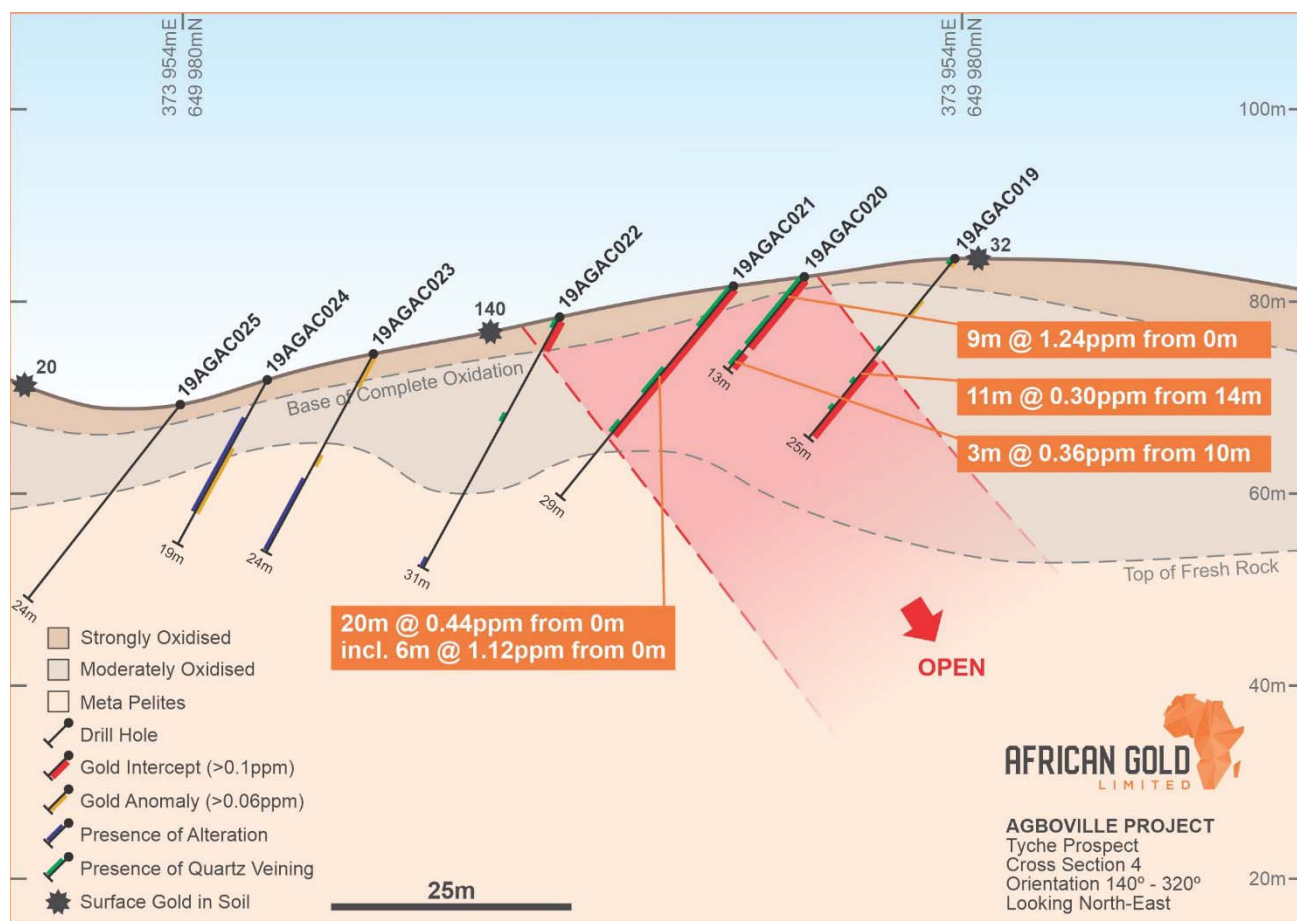 373 954mE
649 980mN
373 954mE
649 980mN
100m
80m
60m
40m
20m
20
140
32
19AGAC025
19AGAC024
19AGAC023
19AGAC022
19AGAC021
19AGAC020
19AGAC019
Base of Complete Oxidation
Top of Fresh Rock
24m
19m
24m
31m
29m
13m
25m
9m @ 1.24ppm from 0m
11m @ 0.30ppm from 14m
3m @ 0.36ppm from 10m
20m @ 0.44ppm from 0m
incl. 6m @ 1.12ppm from 0m
OPEN
Strongly Oxidised
Moderately Oxidised
Meta Pelites
Drill Hole
Gold Intercept (>0.1ppm)
Gold Anomaly (>0.06ppm)
Presence of Alteration
Presence of Quartz Veining
Surface Gold in Soil
25m
AFRICAN GOLD
LIMITED
AGBOVILLE PROJECT
Tyche Prospect
Cross Section 4
Orientation 140º - 320º
Looking North-East